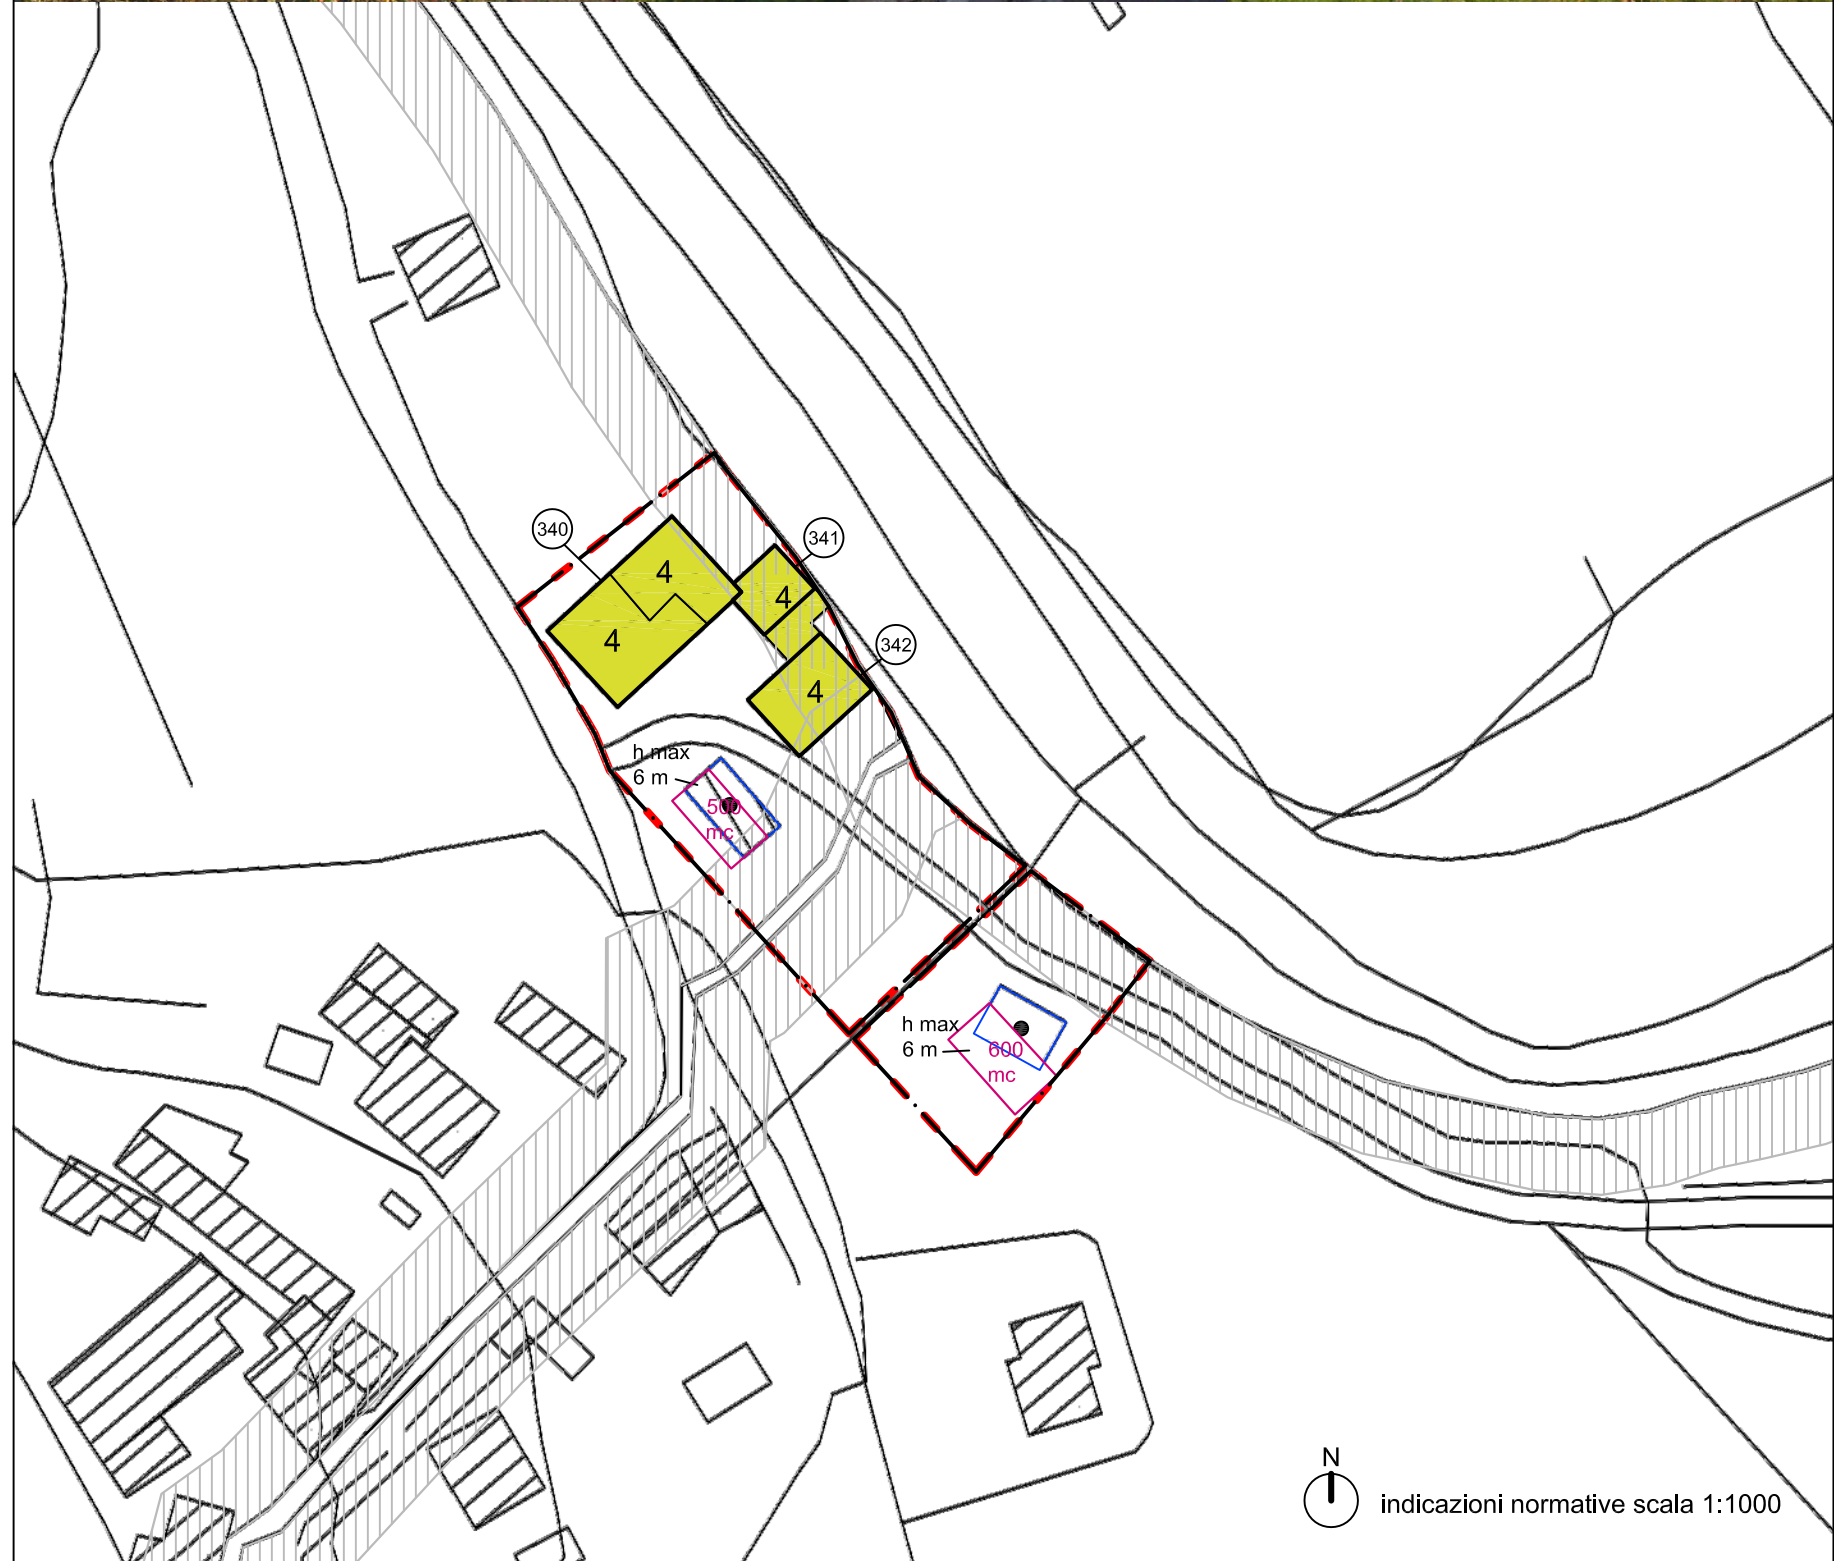 340
341
4
4
4
342
4
h max
6 m
500
mc
h max
6 m
600
mc
N
indicazioni normative scala 1:1000